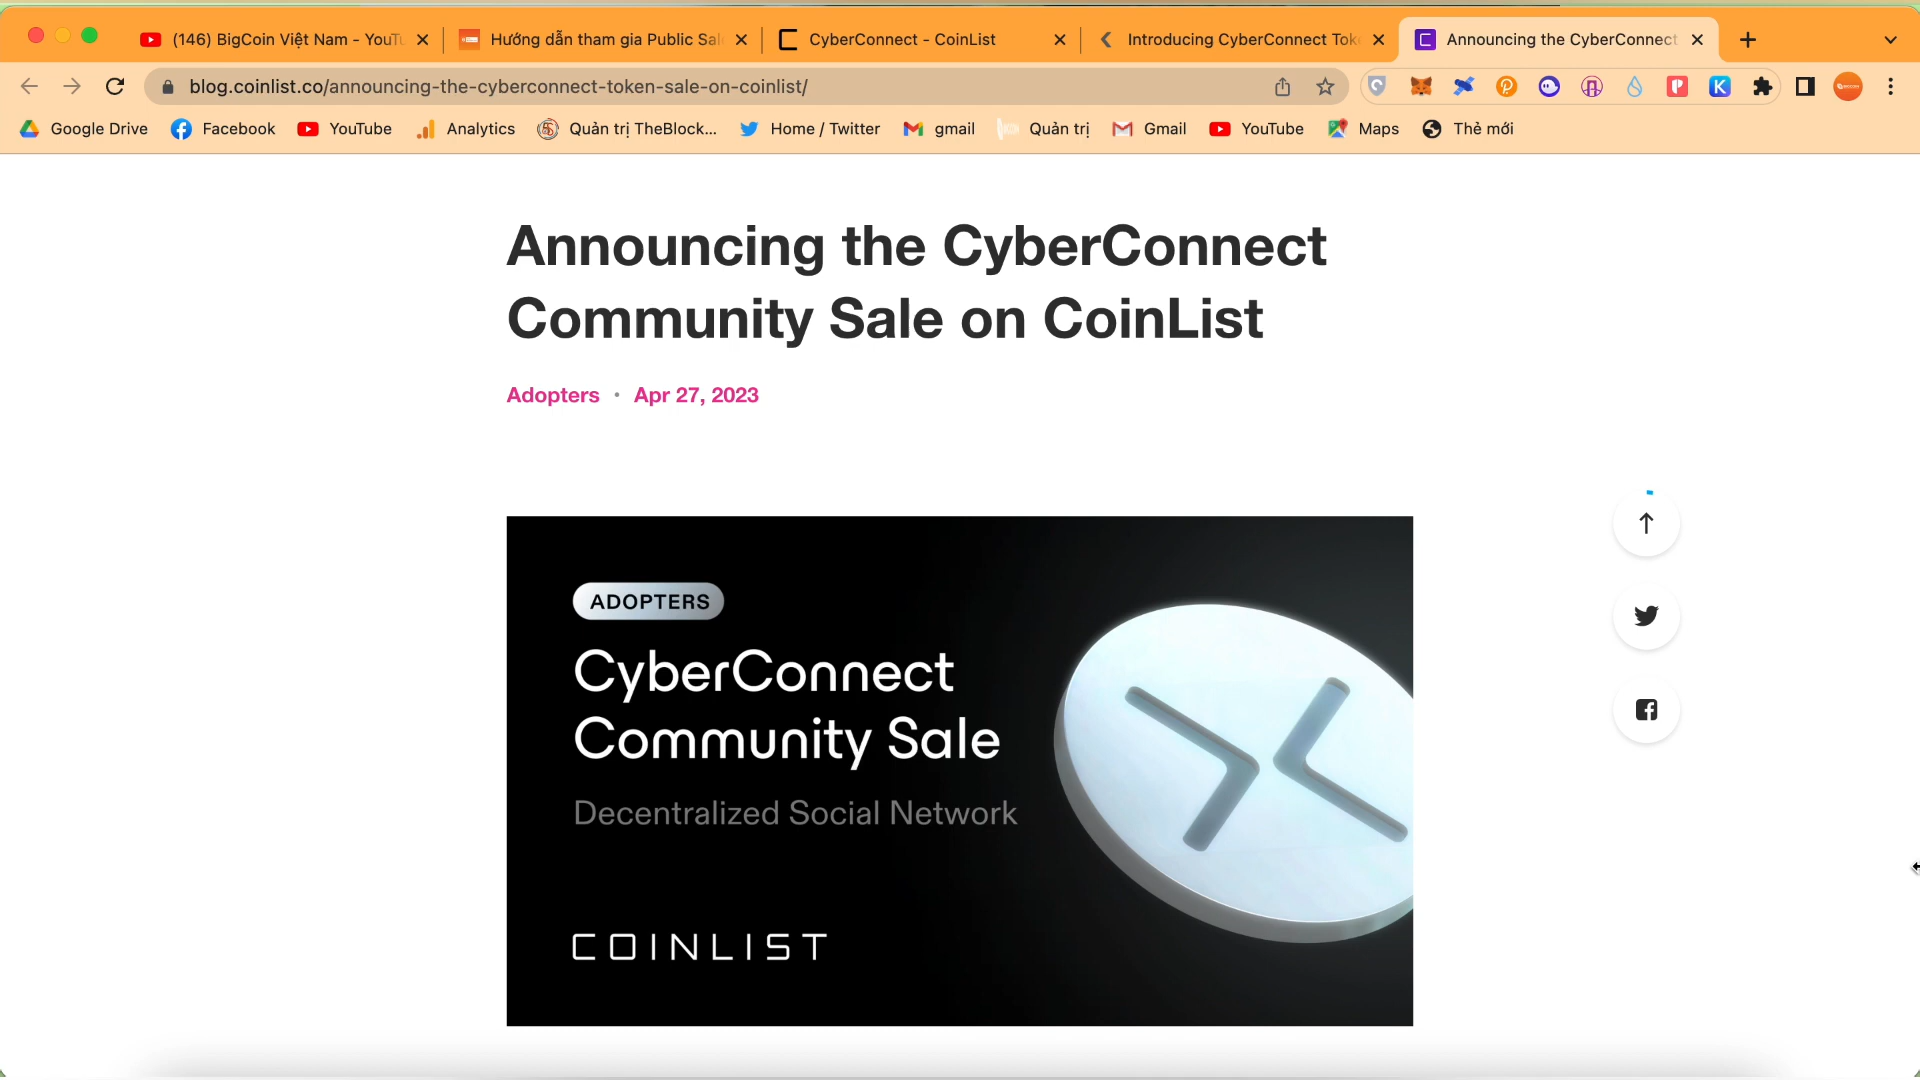 (146) BigCoin Việt Nam - YouTu
Hướng dẫn tham gia Public Sal
CyberConnect - CoinList
Introducing CyberConnect Tok
Announcing the CyberConnect
blog.coinlist.co/announcing-the-cyberconnect-token-sale-on-coinlist/
Google Drive
Facebook
YouTube
Analytics
Quản trị TheBlock...
Home / Twitter
gmail
Quản trị
Gmail
YouTube
Maps
Thẻ mới
Announcing the CyberConnect
Community Sale on CoinList
Adopters • Apr 27, 2023
ADOPTERS
CyberConnect
Community Sale
Decentralized Social Network
COINLIST